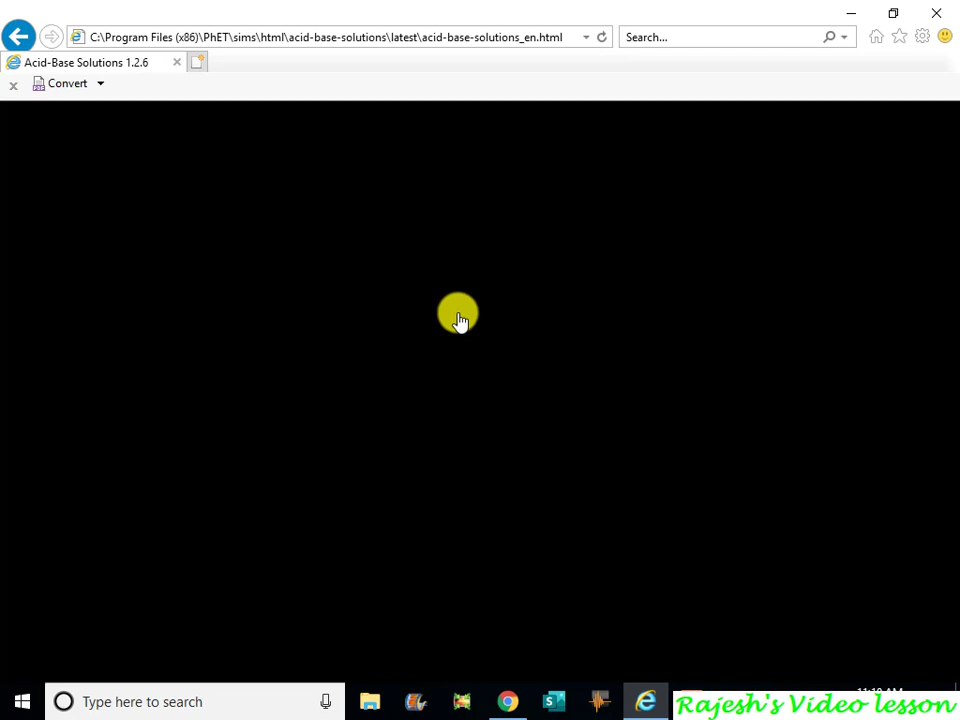 C:\Program Files (x86)\PhET\sims\html\acid-base-solutions\latest\acid-base-solutions_en.html
Search...
Acid-Base Solutions 1.2.6
Convert
Type here to search
Rajesh's Video lesson